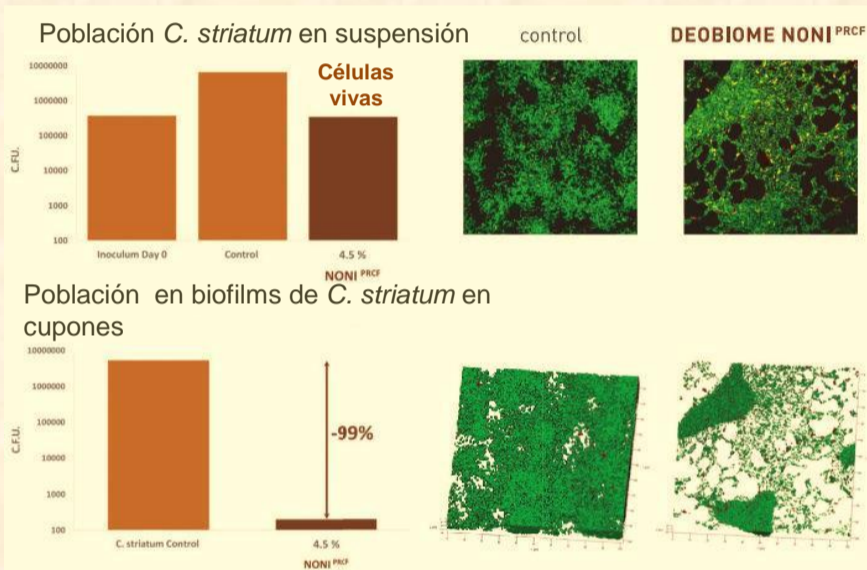 Población C. striatum en suspensión
control
DEOBIOME NONI PRCF
Células
vivas
C.FU.
10000000
1000000
100000
10000
1000
100
Inoculum Day 0
Control
4.5 %
NONI PRCF
Población en biofilms de C. striatum en
cupones
C.F.U.
10000000
1000000
100000
10000
1000
100
-99%
C. striatum Control
4.5 %
NONI PRCF